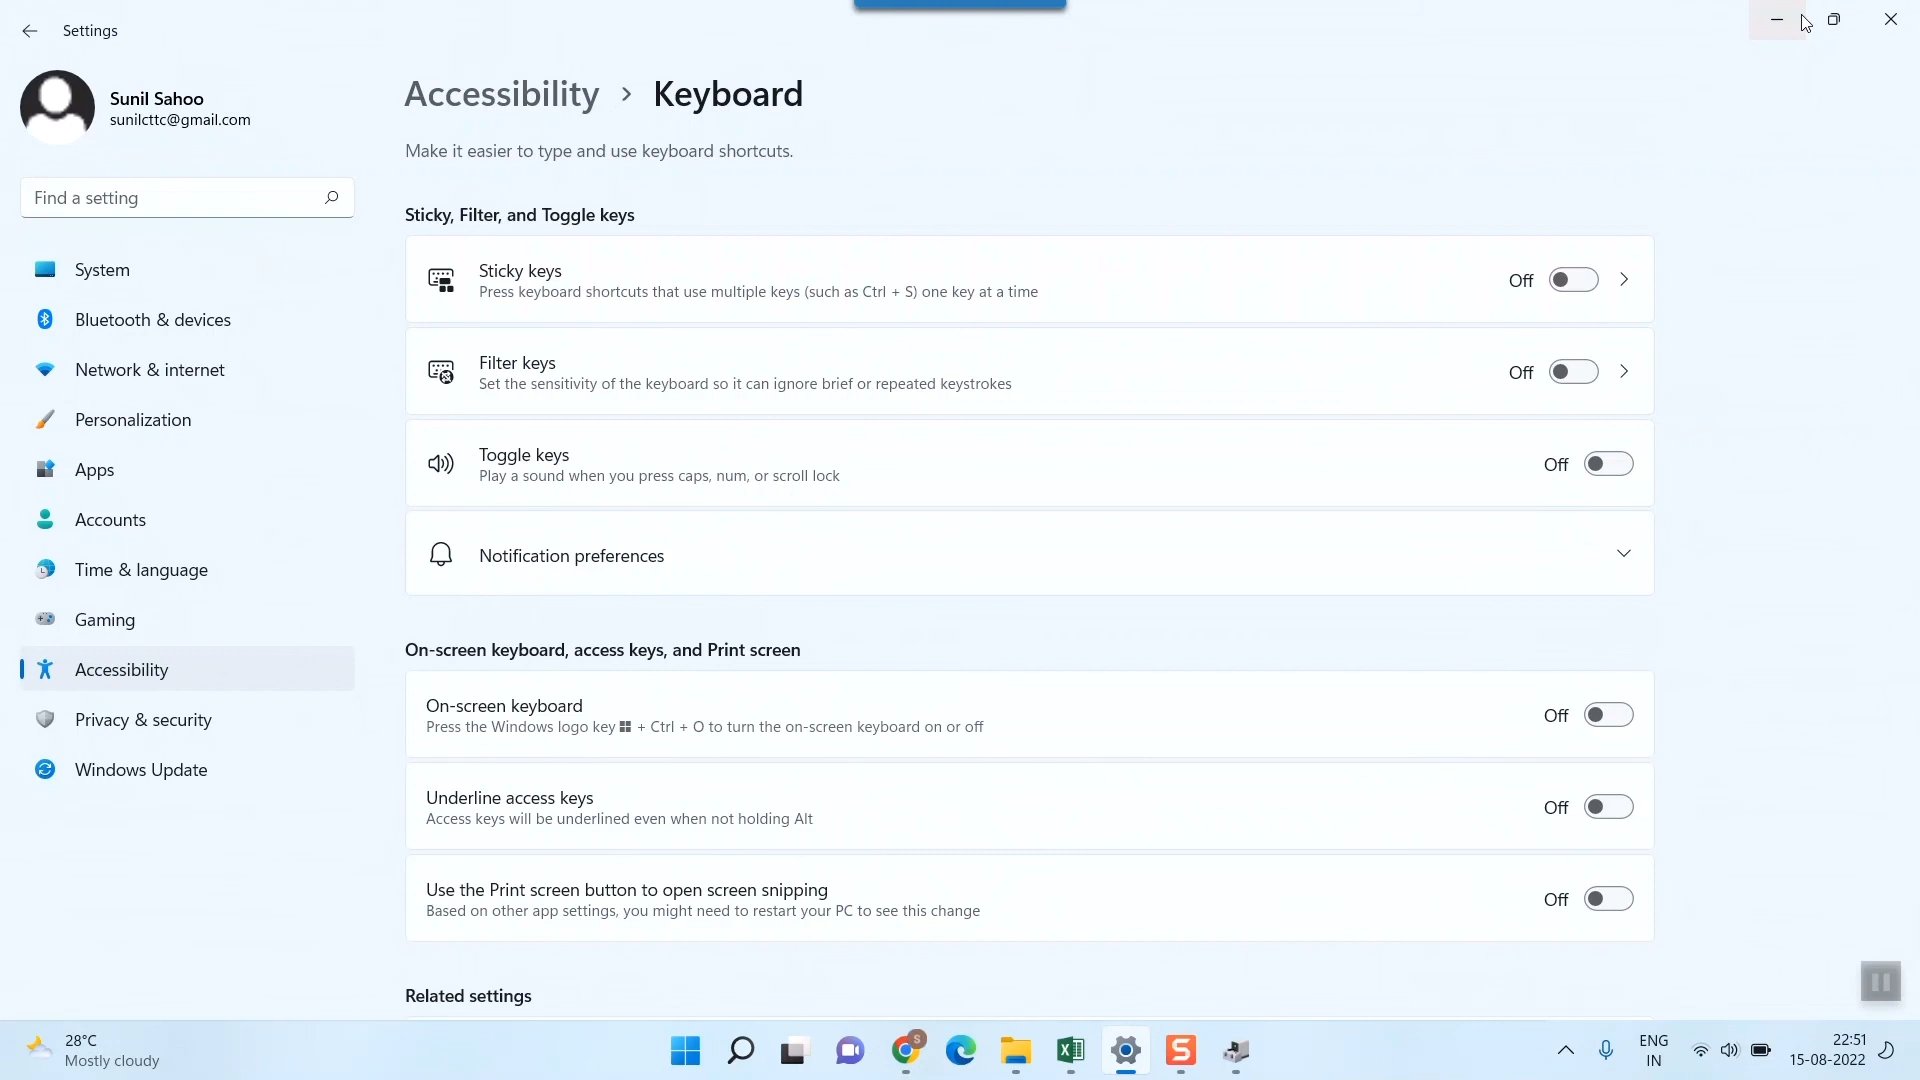 Settings
Sunil Sahoo
sunilcttc@gmail.com
Find a setting
System
Bluetooth & devices
Network & internet
Personalization
Apps
Accounts
Time & language
Gaming
Accessibility
Privacy & security
Windows Update
Accessibility > Keyboard
Make it easier to type and use keyboard shortcuts.
Sticky, Filter, and Toggle keys
Sticky keys
Press keyboard shortcuts that use multiple keys (such as Ctrl + S) one key at a time
Off
Filter keys
Set the sensitivity of the keyboard so it can ignore brief or repeated keystrokes
Off
Toggle keys
Play a sound when you press caps, num, or scroll lock
Off
Notification preferences
On-screen keyboard, access keys, and Print screen
On-screen keyboard
Press the Windows logo key + Ctrl + O to turn the on-screen keyboard on or off
Off
Underline access keys
Access keys will be underlined even when not holding Alt
Off
Use the Print screen button to open screen snipping
Based on other app settings, you might need to restart your PC to see this change
Off
Related settings
28°C
Mostly cloudy
S
X
S
ENG
IN
22:51
15-08-2022